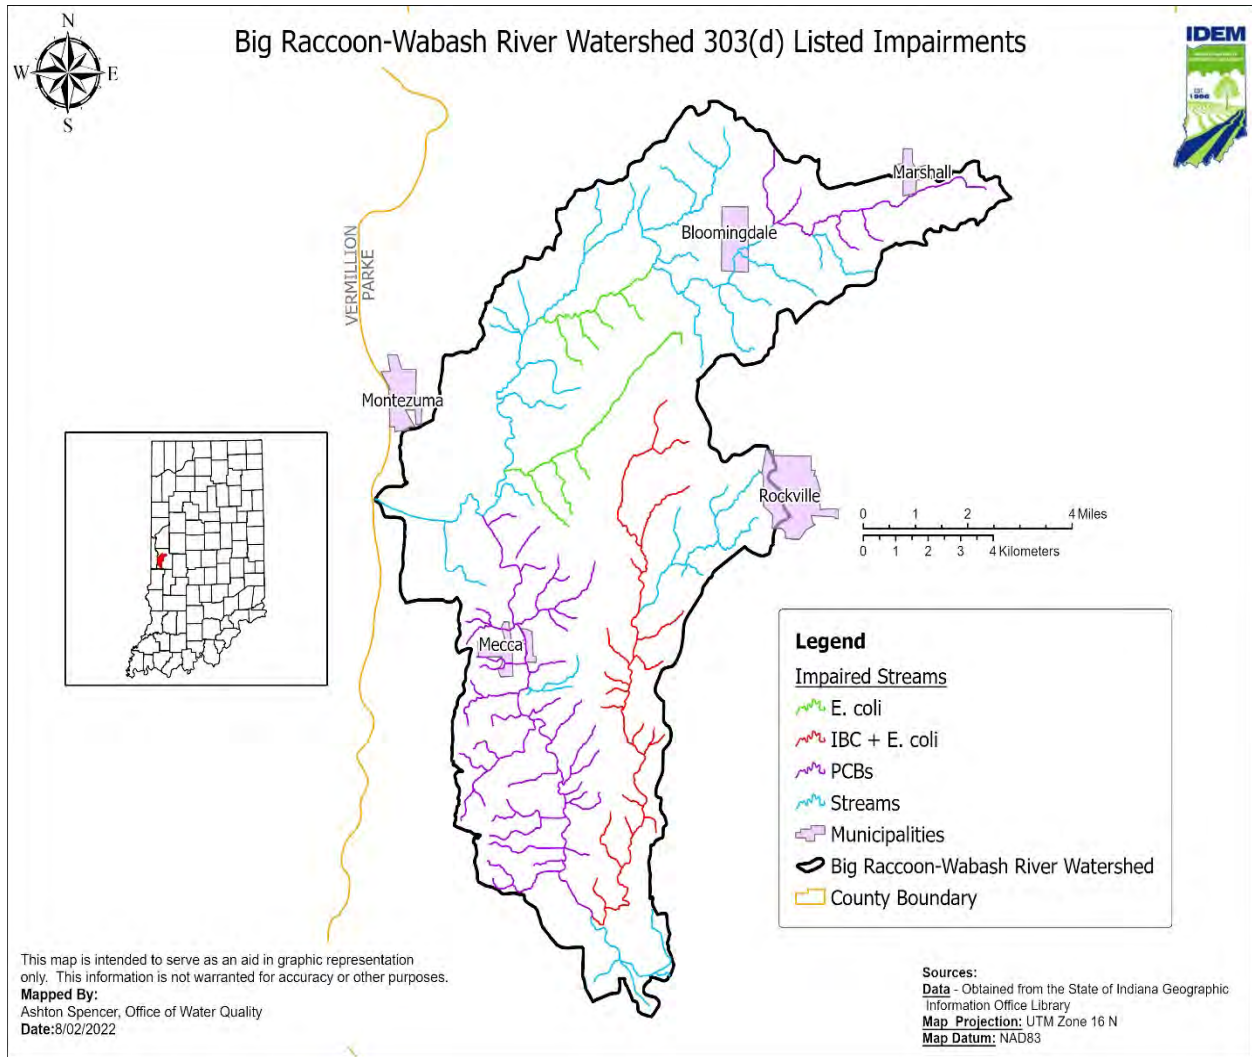 N
W
E
S
Big Raccoon-Wabash River Watershed 303(d) Listed Impairments
IDEM
EST.
1986
Marshall
Bloomingdale
VERMILLION
PARKE
Montezuma
Rockville
Mecca
0 1 2 4 Miles
0 1 2 3 4 Kilometers
Legend
Impaired Streams
E. coli
IBC + E. coli
PCBs
Streams
Municipalities
Big Raccoon-Wabash River Watershed
County Boundary
This map is intended to serve as an aid in graphic representation
only. This information is not warranted for accuracy or other purposes.
Mapped By:
Ashton Spencer, Office of Water Quality
Date:8/02/2022
Sources:
Data - Obtained from the State of Indiana Geographic
Information Office Library
Map Projection: UTM Zone 16 N
Map Datum: NAD83